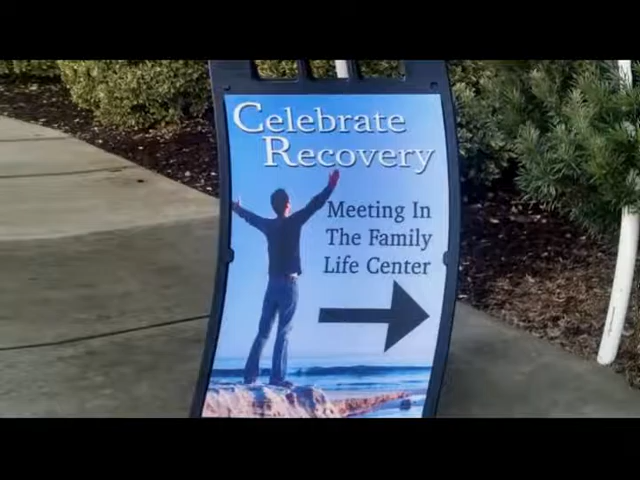 Celebrate
Recovery
Meeting In
The Family
Life Center